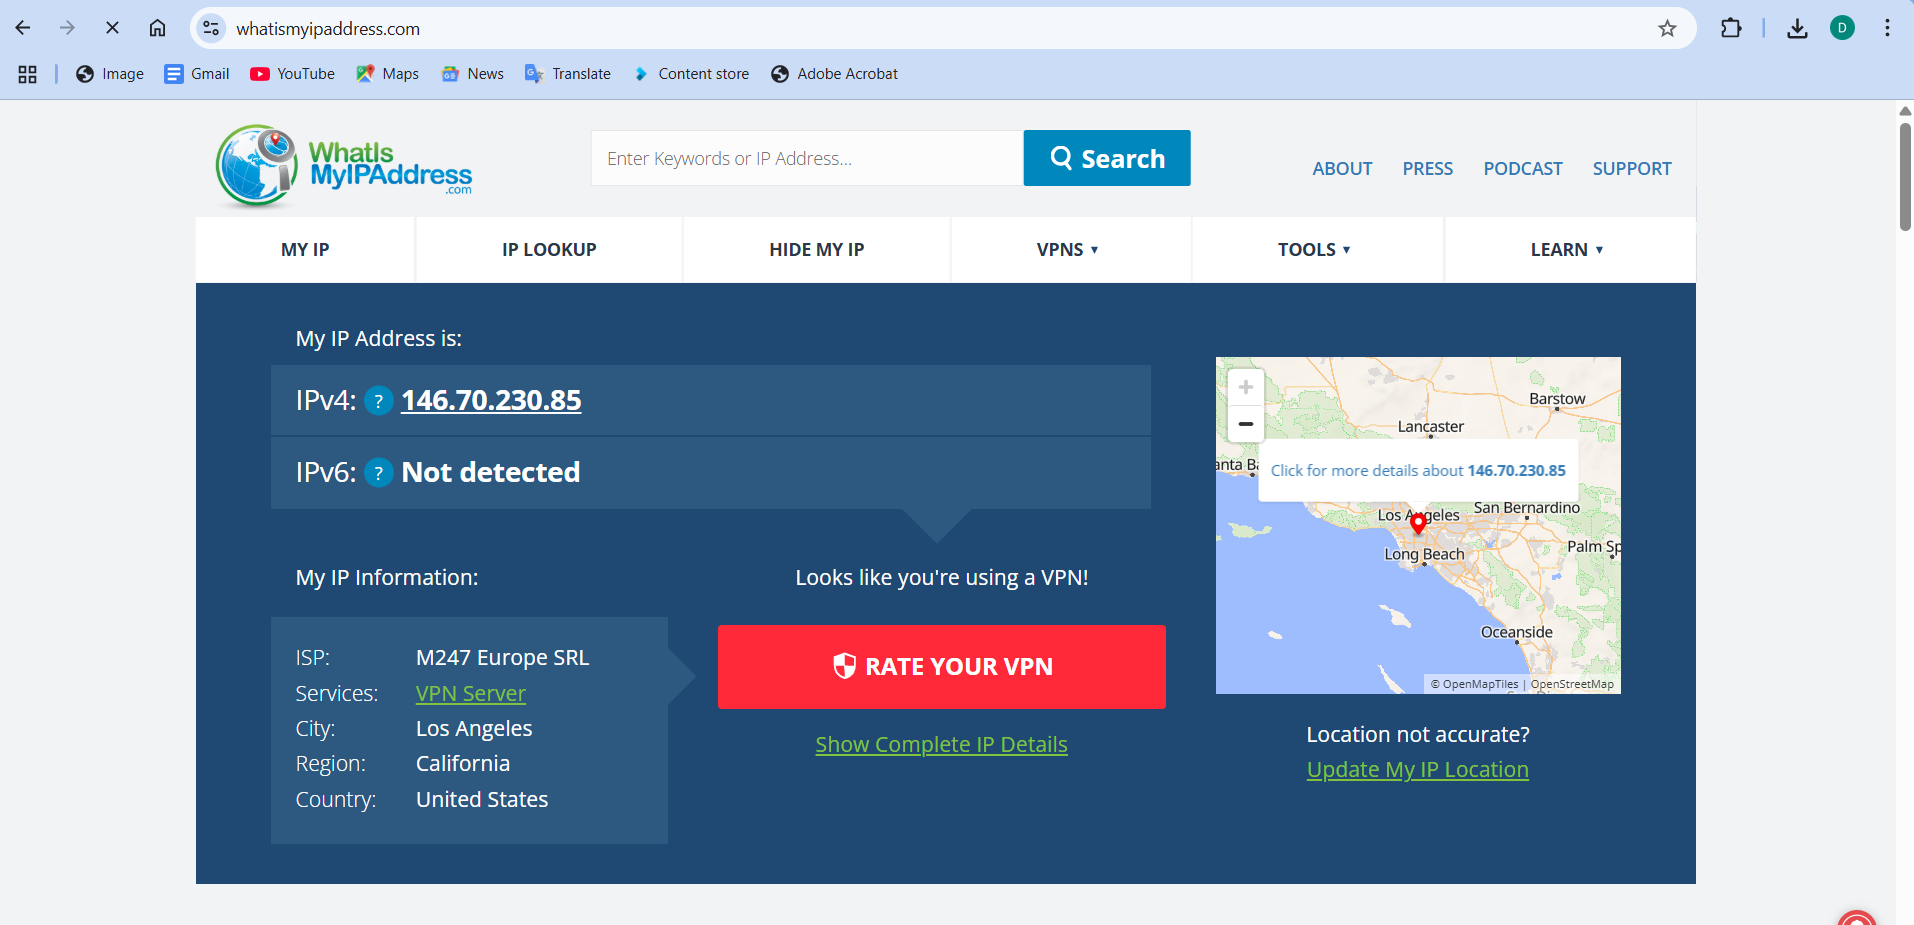 whatismyipaddress.com
D
Image Gmail YouTube Maps News Translate Content store Adobe Acrobat
WhatIs
MyIPAddress
.com
Enter Keywords or IP Address...
Search
ABOUT PRESS PODCAST SUPPORT
MY IP IP LOOKUP HIDE MY IP VPNS ▾ TOOLS ▾ LEARN ▾
My IP Address is:
IPv4: ? 146.70.230.85
IPv6: ? Not detected
My IP Information:
ISP: M247 Europe SRL
Services: VPN Server
City: Los Angeles
Region: California
Country: United States
Looks like you're using a VPN!
RATE YOUR VPN
Show Complete IP Details
+
−
Barstow
Lancaster
anta Ba
Click for more details about 146.70.230.85
Los Angeles
San Bernardino
Long Beach
Palm Sp
Oceanside
© OpenMapTiles | OpenStreetMap
Location not accurate?
Update My IP Location